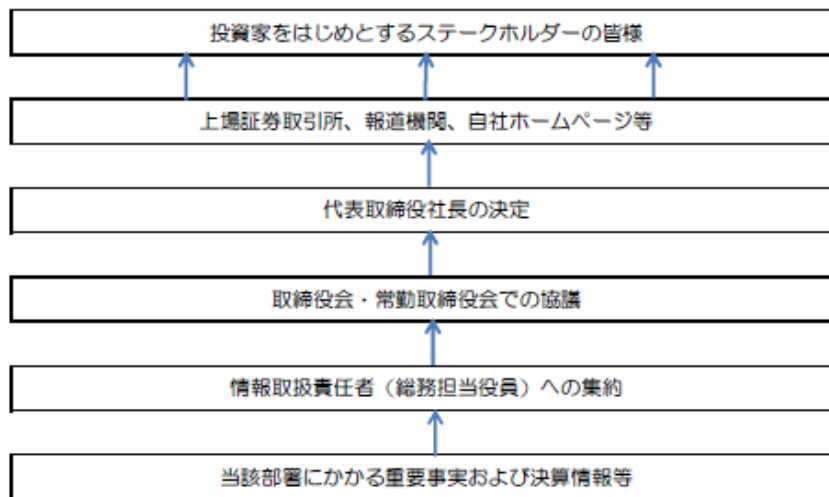 投資家をはじめとするステークホルダーの皆様
上場証券取引所、報道機関、自社ホームページ等
代表取締役社長の決定
取締役会・常勤取締役会での協議
情報取扱責任者（総務担当役員）への集約
当該部署にかかる重要事実および決算情報等